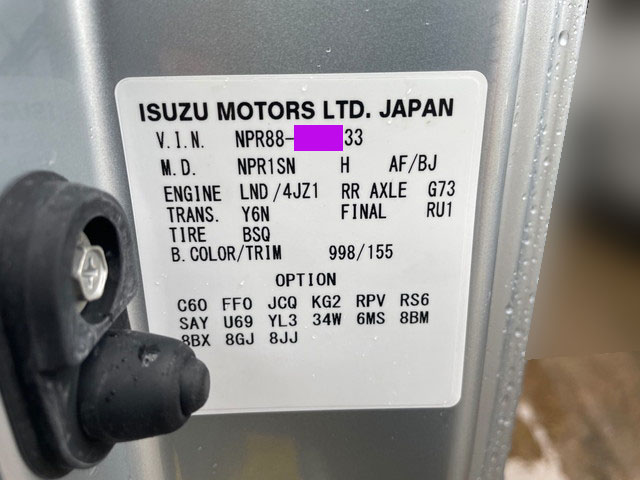 ISUZU MOTORS LTD. JAPAN
V.I.N. NPR88- 33
M.D. NPR1SN H AF/BJ
ENGINE LND/4JZ1 RR AXLE G73
TRANS. Y6N FINAL RU1
TIRE BSQ
B.COLOR/TRIM 998/155
OPTION
C60 FF0 JCQ KG2 RPV RS6
SAY U69 YL3 34W 6MS 8BM
8BX 8GJ 8JJ